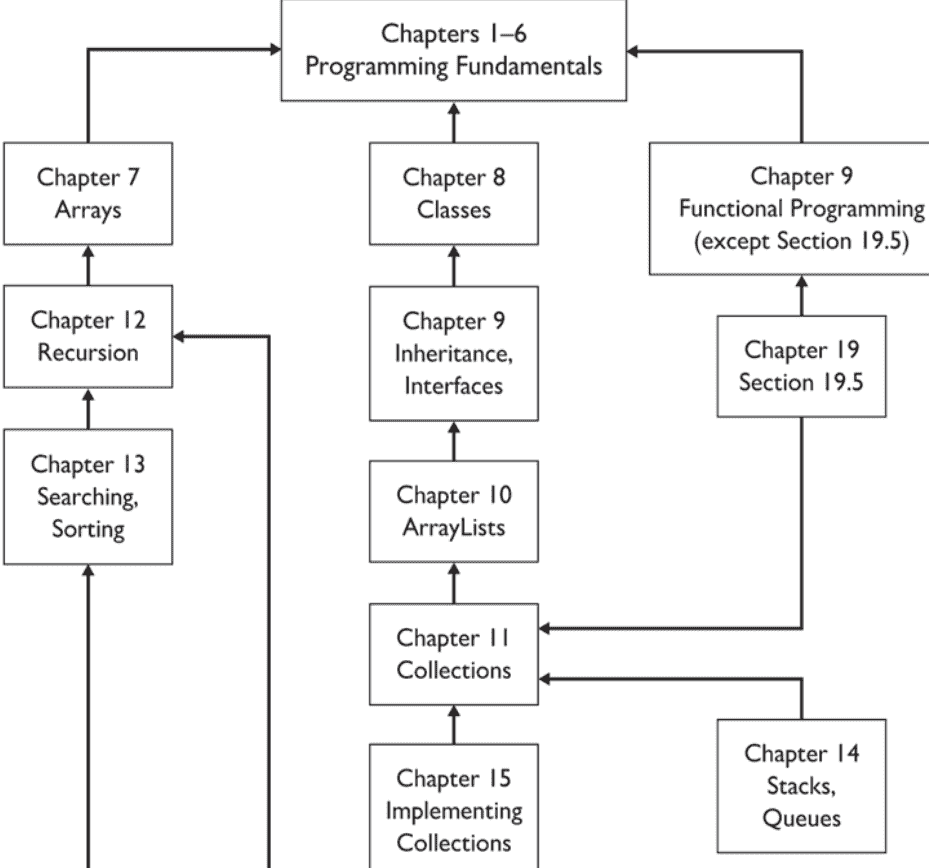 Chapters 1–6
Programming Fundamentals
Chapter 7
Arrays
Chapter 8
Classes
Chapter 9
Functional Programming
(except Section 19.5)
Chapter 12
Recursion
Chapter 9
Inheritance,
Interfaces
Chapter 19
Section 19.5
Chapter 13
Searching,
Sorting
Chapter 10
ArrayLists
Chapter 11
Collections
Chapter 14
Stacks,
Queues
Chapter 15
Implementing
Collections